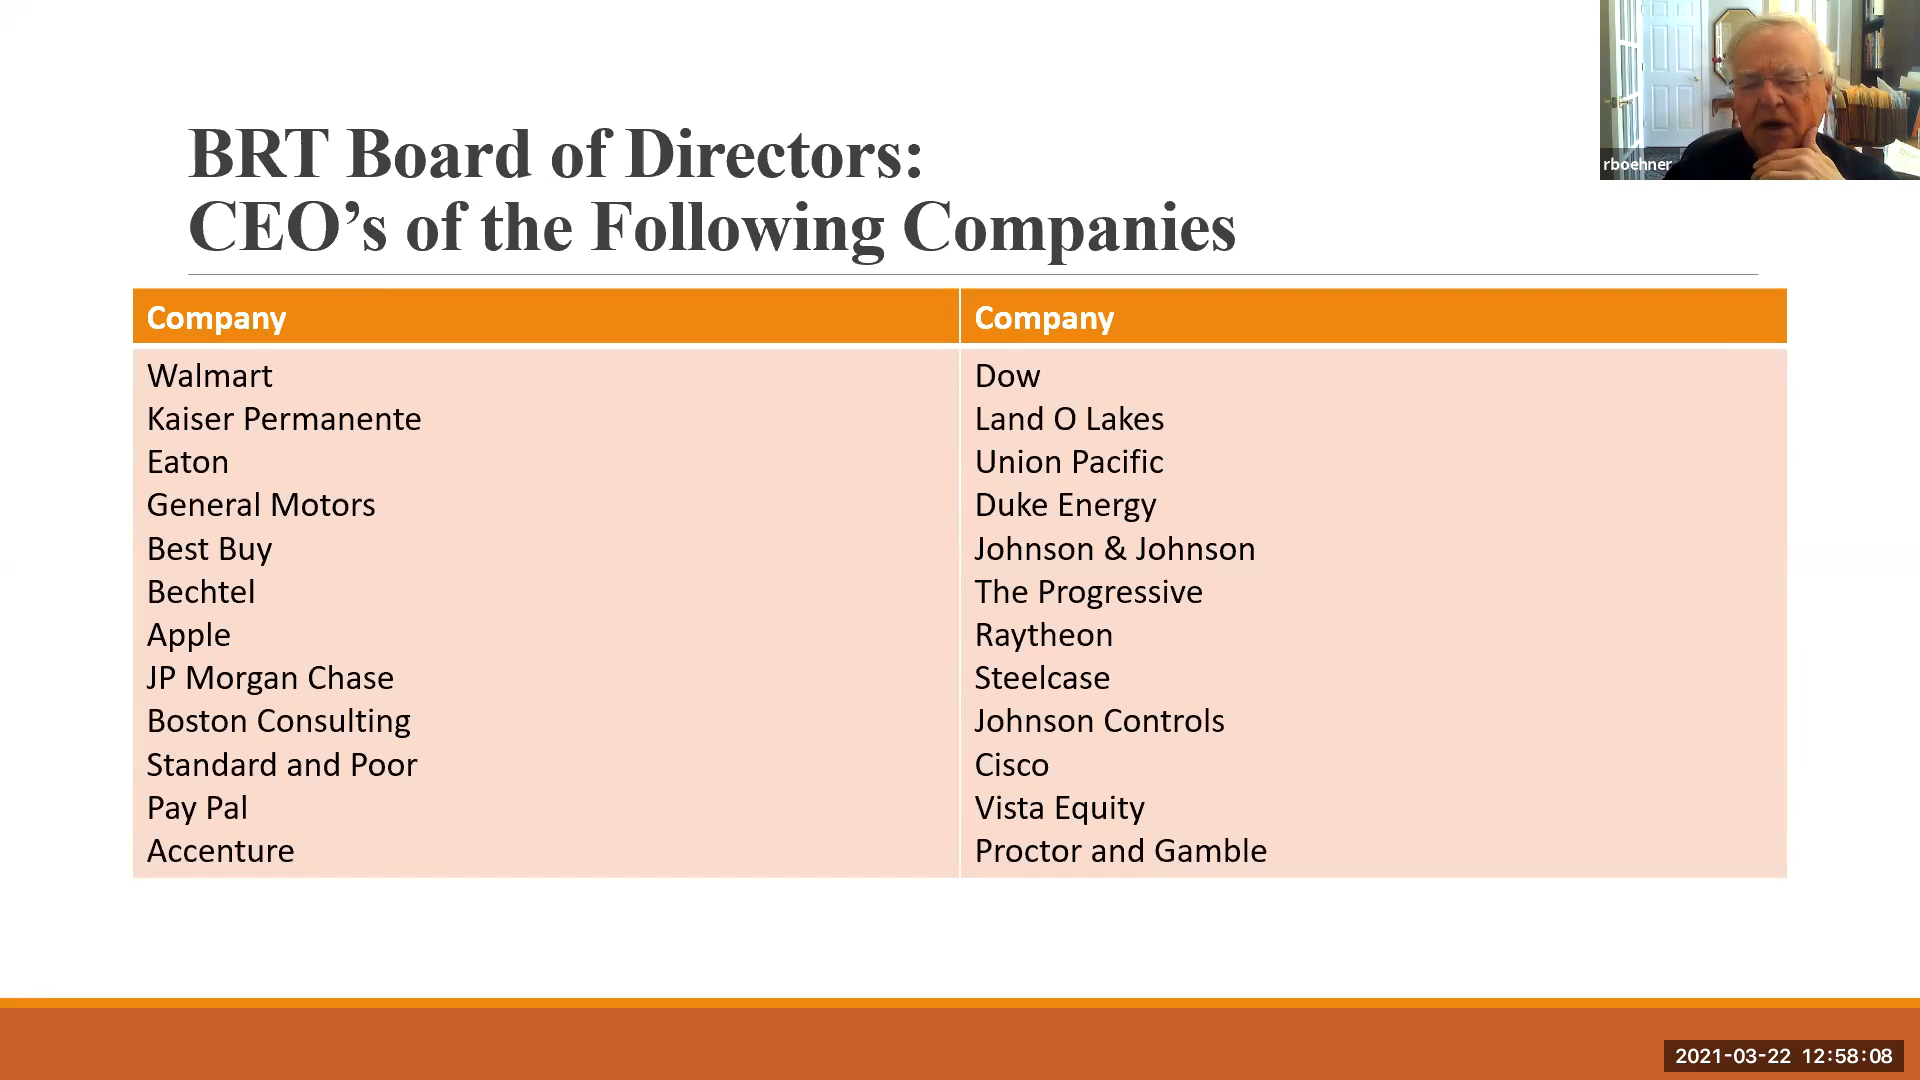 rboehner
BRT Board of Directors:
CEO’s of the Following Companies
Company
Walmart
Kaiser Permanente
Eaton
General Motors
Best Buy
Bechtel
Apple
JP Morgan Chase
Boston Consulting
Standard and Poor
Pay Pal
Accenture
Company
Dow
Land O Lakes
Union Pacific
Duke Energy
Johnson & Johnson
The Progressive
Raytheon
Steelcase
Johnson Controls
Cisco
Vista Equity
Proctor and Gamble
2021-03-22 12:58:08